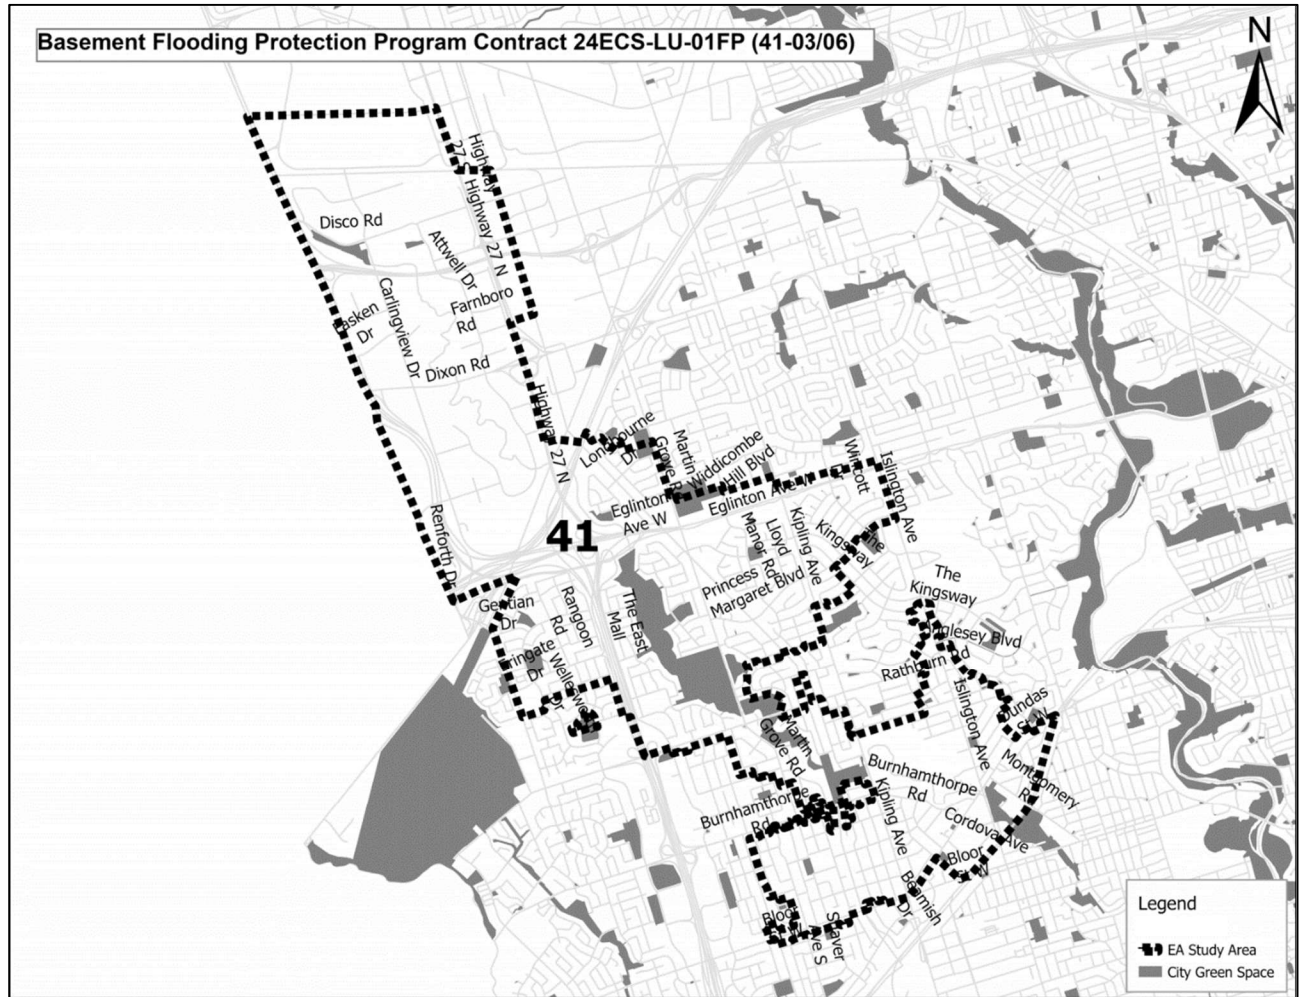 Basement Flooding Protection Program Contract 24ECS-LU-01FP (41-03/06)
N
Highway
27 S
Highway 27 N
Disco Rd
Attwell Dr
Carlingview Dr
Farnboro
Rd
Dr
Dixon Rd
Highway 27 N
Longbourne
Dr
Martin
Grove Rd
Widdicombe
Hill Blvd
Wincott
Dr
Islington Ave
Eglinton
Ave W
Eglinton Ave W
41
Renforth Dr
Lloyd
Manor Rd
Kipling Ave
The
Kingsway
Princess
Margaret Blvd
The
Kingsway
Anglesey Blvd
Rathburn Rd
Gentian
Dr
Rangoon
Rd
The East
Mall
Dr
Dr
Islington Ave
Dundas
St W
Martin
Grove Rd
Montgomery
Rd
Burnhamthorpe
Rd
Burnhamthorpe
Rd
Kipling Ave
Cordova Ave
Bloor
St W
Beamish
Dr
Bloor
St W
Shaver
Ave S
Legend
EA Study Area
City Green Space